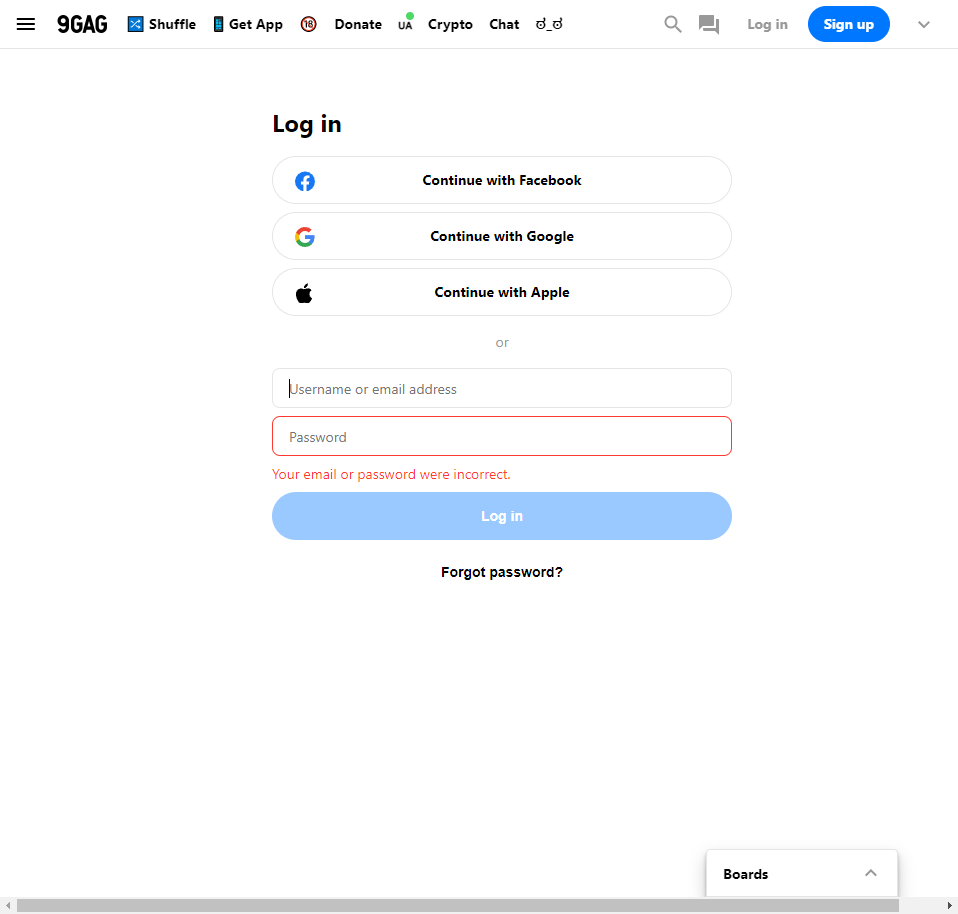 9GAG Shuffle Get App 18 Donate UA Crypto Chat ಠ_ಠ Log in Sign up
Log in
Continue with Facebook
Continue with Google
Continue with Apple
or
Username or email address
Password
Your email or password were incorrect.
Log in
Forgot password?
Boards